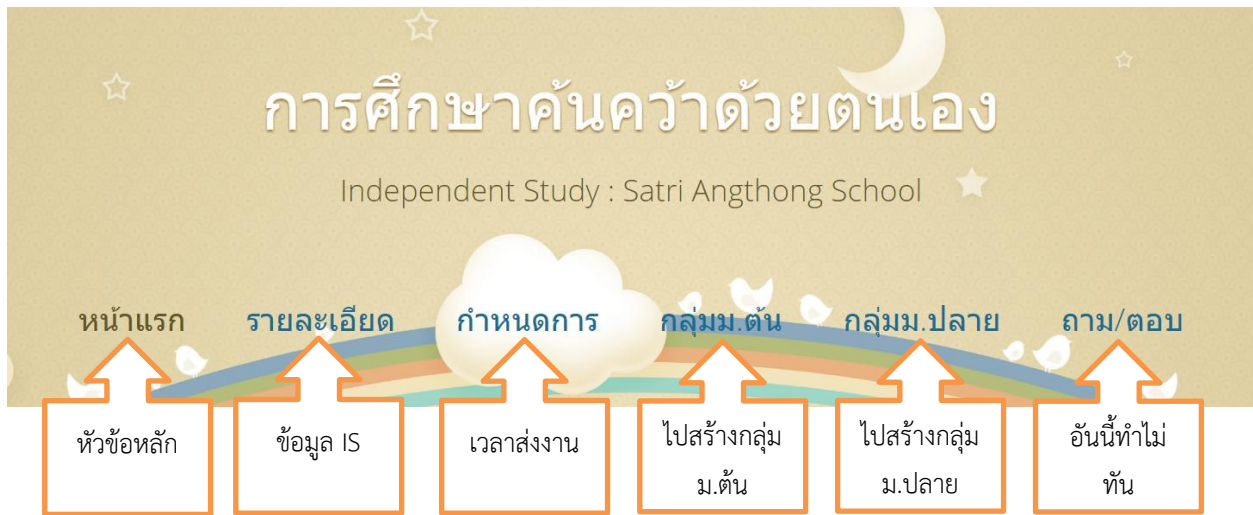 การศึกษาค้นคว้าด้วยตนเอง
Independent Study : Satri Angthong School
หน้าแรก รายละเอียด กำหนดการ กลุ่มม.ต้น กลุ่มม.ปลาย ถาม/ตอบ
หัวข้อหลัก
ข้อมูล IS
เวลาส่งงาน
ไปสร้างกลุ่ม
ม.ต้น
ไปสร้างกลุ่ม
ม.ปลาย
อันนี้ทำไม่
ทัน